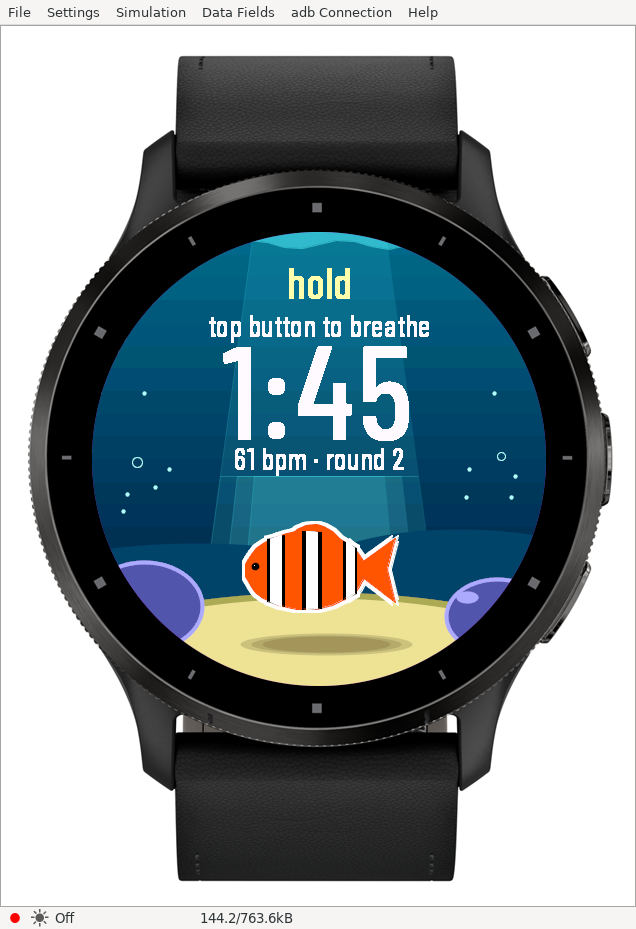 File Settings Simulation Data Fields adb Connection Help
hold
top button to breathe
1:45
61 bpm · round 2
Off 144.2/763.6kB